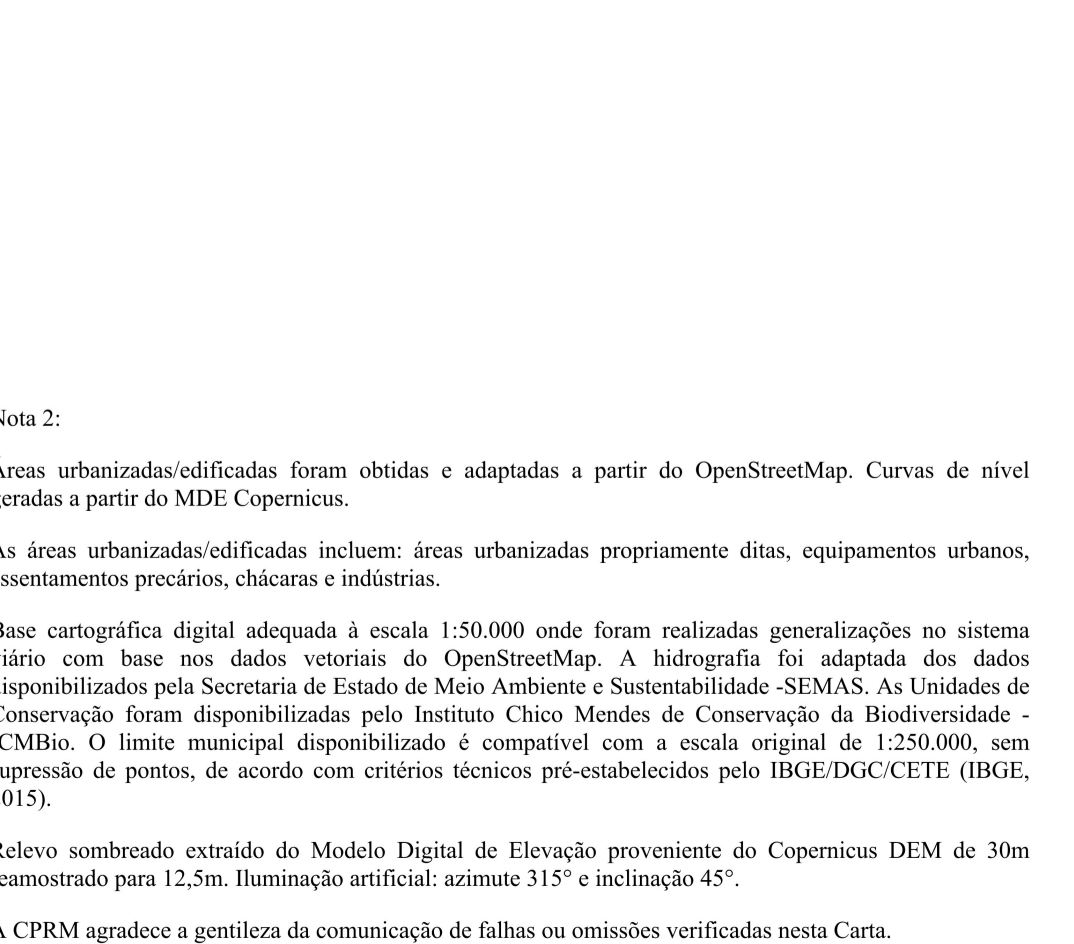 Nota 2:
Áreas urbanizadas/edificadas foram obtidas e adaptadas a partir do OpenStreetMap. Curvas de nível
geradas a partir do MDE Copernicus.
As áreas urbanizadas/edificadas incluem: áreas urbanizadas propriamente ditas, equipamentos urbanos,
assentamentos precários, chácaras e indústrias.
Base cartográfica digital adequada à escala 1:50.000 onde foram realizadas generalizações no sistema
viário com base nos dados vetoriais do OpenStreetMap. A hidrografia foi adaptada dos dados
disponibilizados pela Secretaria de Estado de Meio Ambiente e Sustentabilidade -SEMAS. As Unidades de
Conservação foram disponibilizadas pelo Instituto Chico Mendes de Conservação da Biodiversidade -
ICMBio. O limite municipal disponibilizado é compatível com a escala original de 1:250.000, sem
supressão de pontos, de acordo com critérios técnicos pré-estabelecidos pelo IBGE/DGC/CETE (IBGE,
2015).
Relevo sombreado extraído do Modelo Digital de Elevação proveniente do Copernicus DEM de 30m
reamostrado para 12,5m. Iluminação artificial: azimute 315° e inclinação 45°.
A CPRM agradece a gentileza da comunicação de falhas ou omissões verificadas nesta Carta.